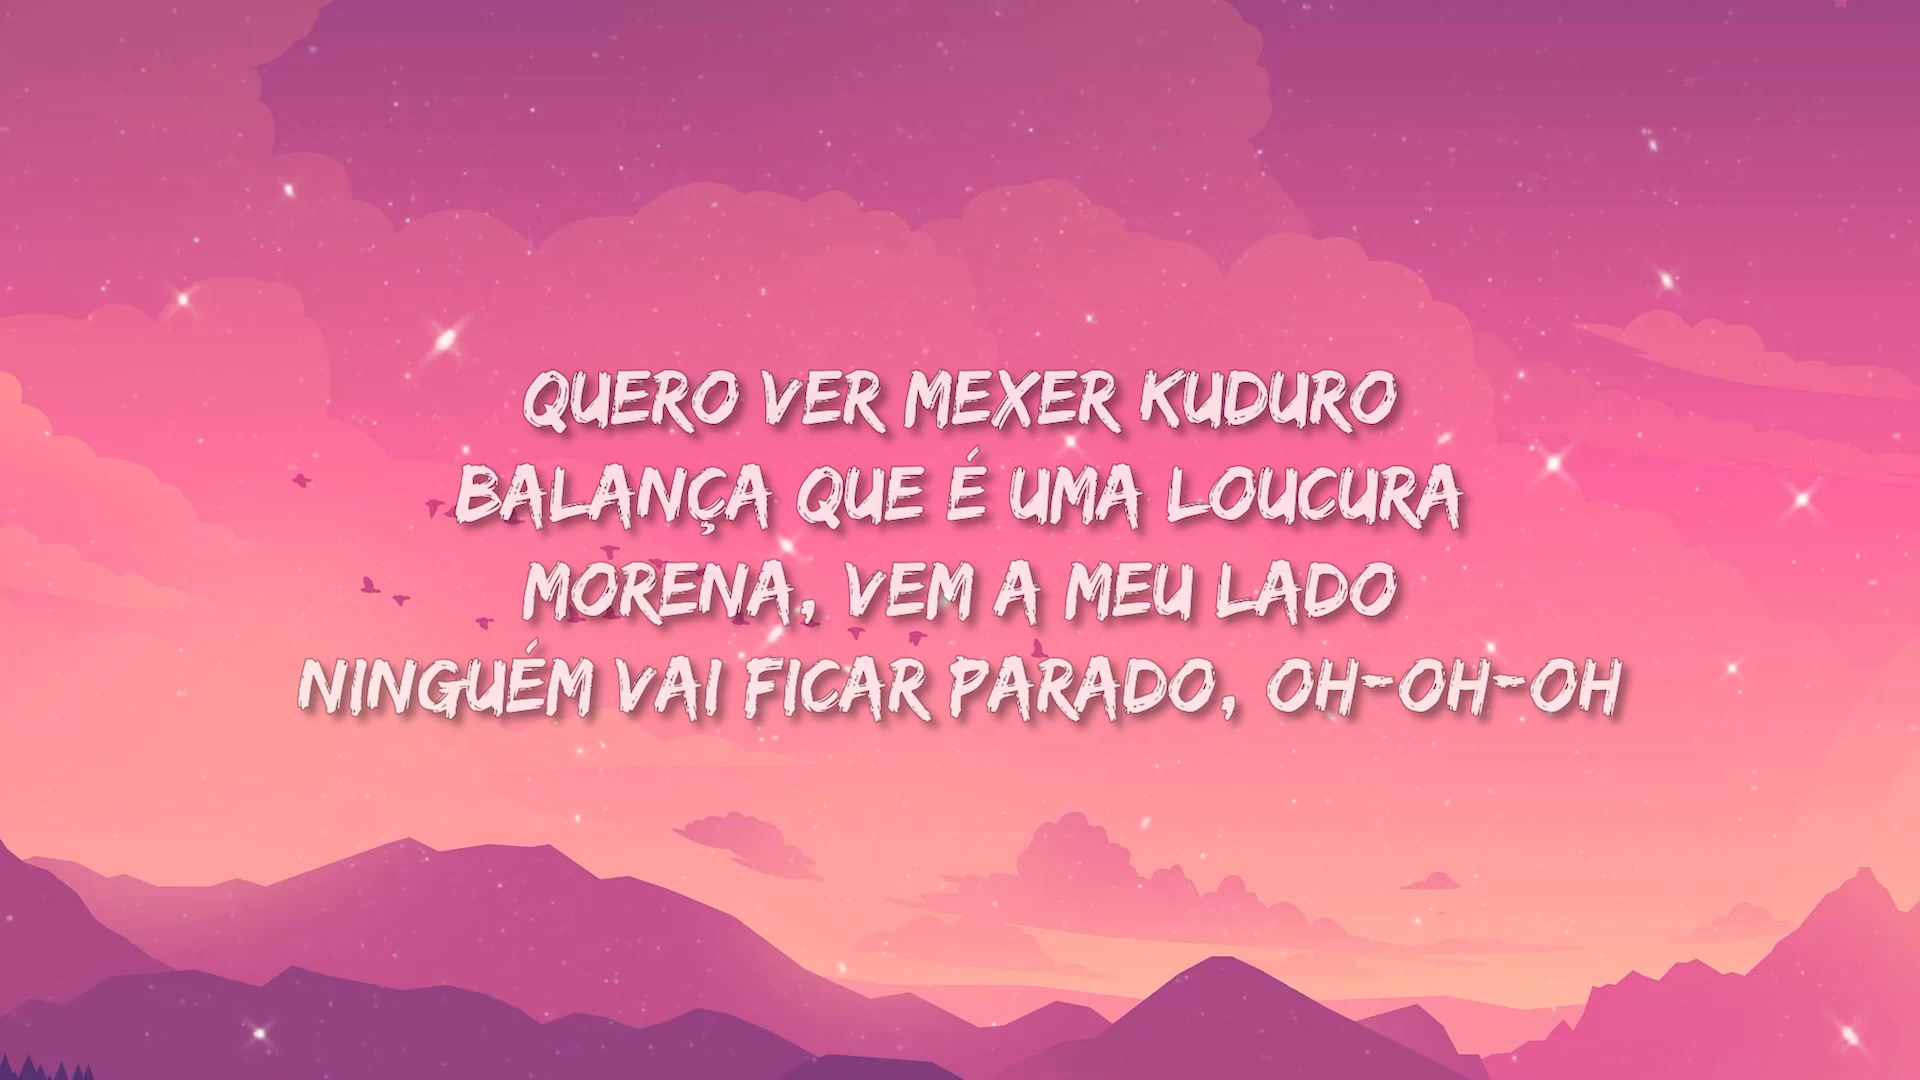 QUERO VER MEXER KUDURO
BALANÇA QUE É UMA LOUCURA
MORENA, VEM A MEU LADO
NINGUÉM VAI FICAR PARADO, OH-OH-OH